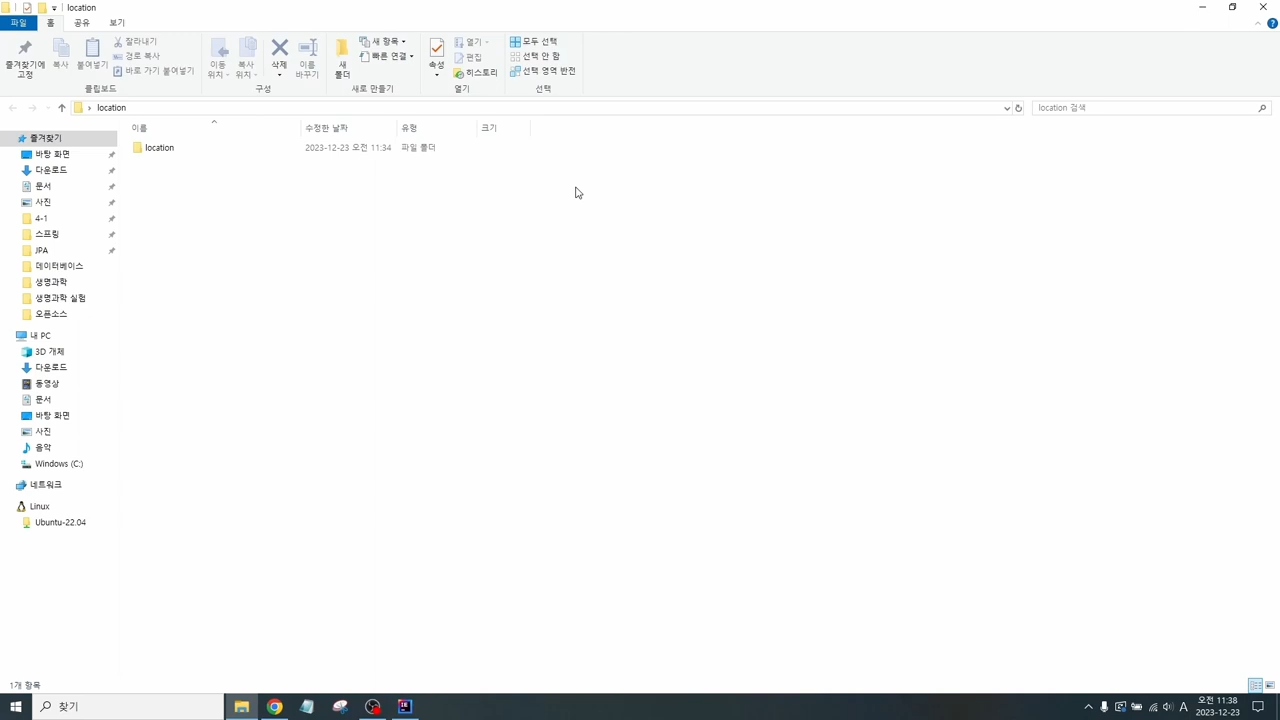 location
파일
홈
공유
보기
즐겨찾기에
고정
복사
붙여넣기
잘라내기
경로 복사
바로 가기 붙여넣기
클립보드
이동
위치
복사
위치
삭제
이름
바꾸기
구성
새
폴더
새 항목
빠른 연결
새로 만들기
속성
열기
편집
히스토리
열기
모두 선택
선택 안 함
선택 영역 반전
선택
location
location 검색
이름
수정한 날짜
유형
크기
location
2023-12-23 오전 11:34
파일 폴더
즐겨찾기
바탕 화면
다운로드
문서
사진
4-1
스프링
JPA
데이터베이스
생명과학
생명과학 실험
오픈소스
내 PC
3D 개체
다운로드
동영상
문서
바탕 화면
사진
음악
Windows (C:)
네트워크
Linux
Ubuntu-22.04
1개 항목
찾기
A
오전 11:38
2023-12-23